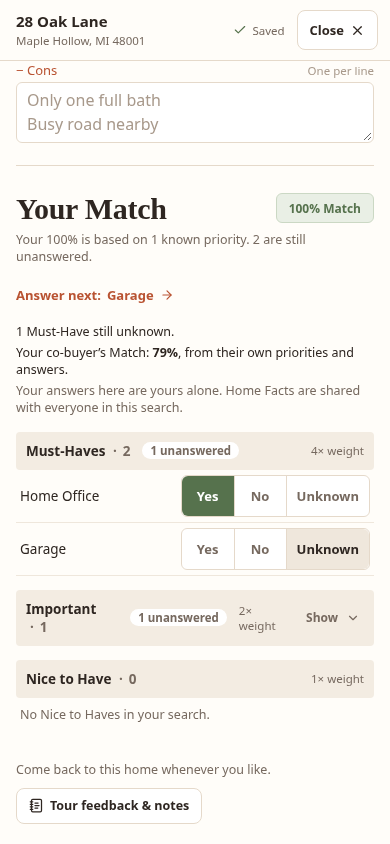 28 Oak Lane
Maple Hollow, MI 48001
Saved
Close
− Cons
One per line
Only one full bath
Busy road nearby
Your Match
100% Match
Your 100% is based on 1 known priority. 2 are still
unanswered.
Answer next: Garage →
1 Must-Have still unknown.
Your co-buyer’s Match: 79%, from their own priorities and
answers.
Your answers here are yours alone. Home Facts are shared
with everyone in this search.
Must-Haves · 2
1 unanswered
4× weight
Home Office
Yes
No
Unknown
Garage
Yes
No
Unknown
Important
· 1
1 unanswered
2×
weight
Show
Nice to Have · 0
1× weight
No Nice to Haves in your search.
Come back to this home whenever you like.
Tour feedback & notes